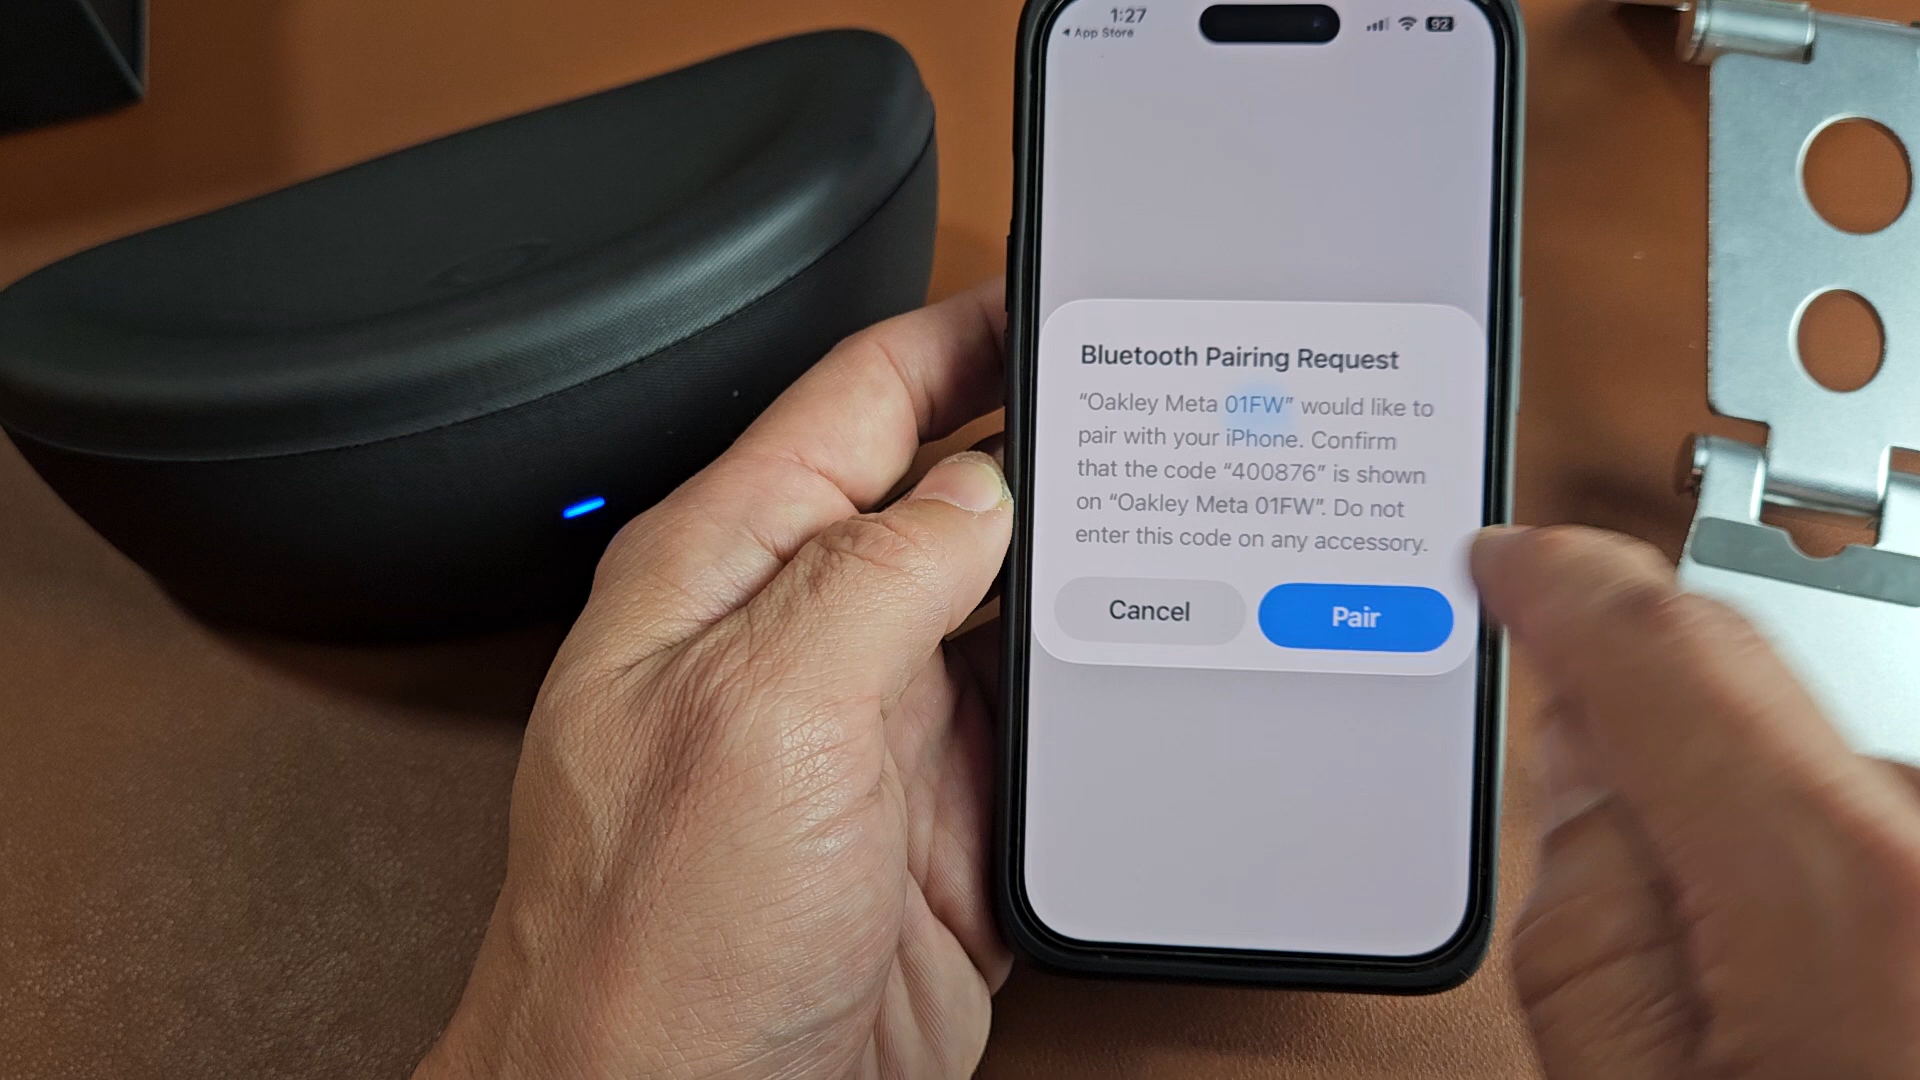 1:27
◀ App Store
92
Bluetooth Pairing Request
“Oakley Meta 01FW” would like to
pair with your iPhone. Confirm
that the code “400876” is shown
on “Oakley Meta 01FW”. Do not
enter this code on any accessory.
Cancel
Pair